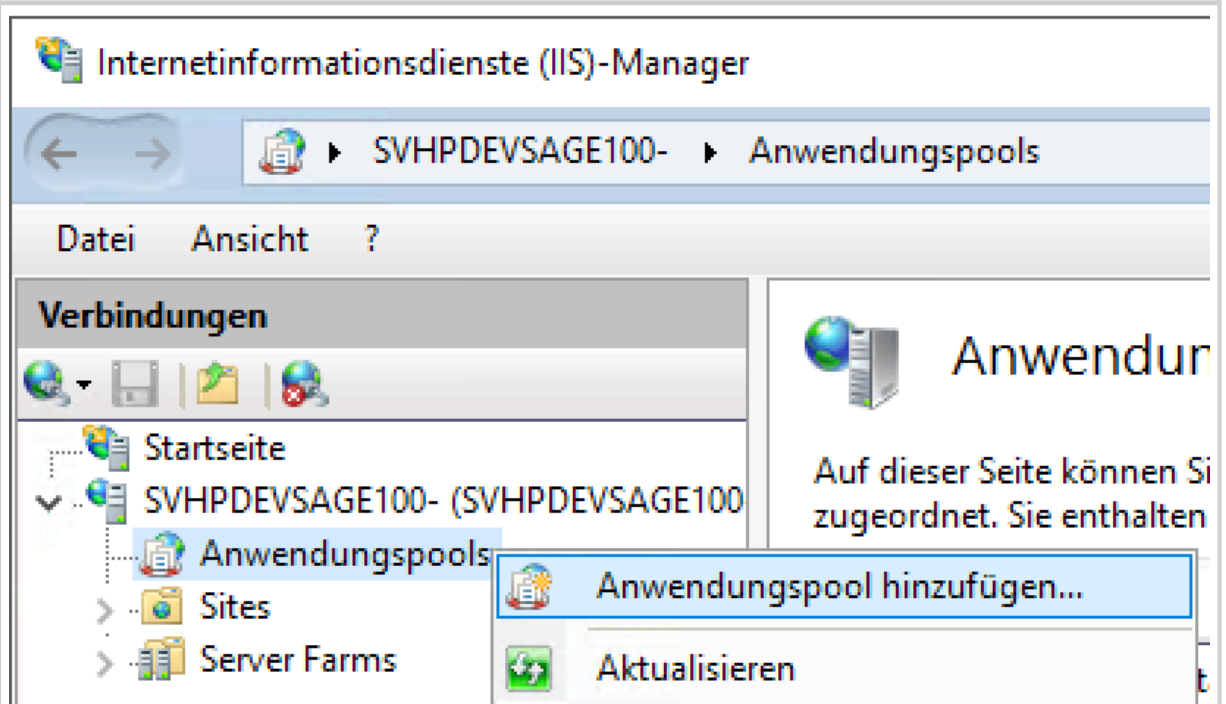 Internetinformationsdienste (IIS)-Manager
SVHPDEVSAGE100- Anwendungspools
Datei Ansicht ?
Verbindungen
Anwendun
Startseite
SVHPDEVSAGE100- (SVHPDEVSAGE100
Auf dieser Seite können Si
zugeordnet. Sie enthalten
Anwendungspools
Anwendungspool hinzufügen...
Sites
Server Farms
Aktualisieren